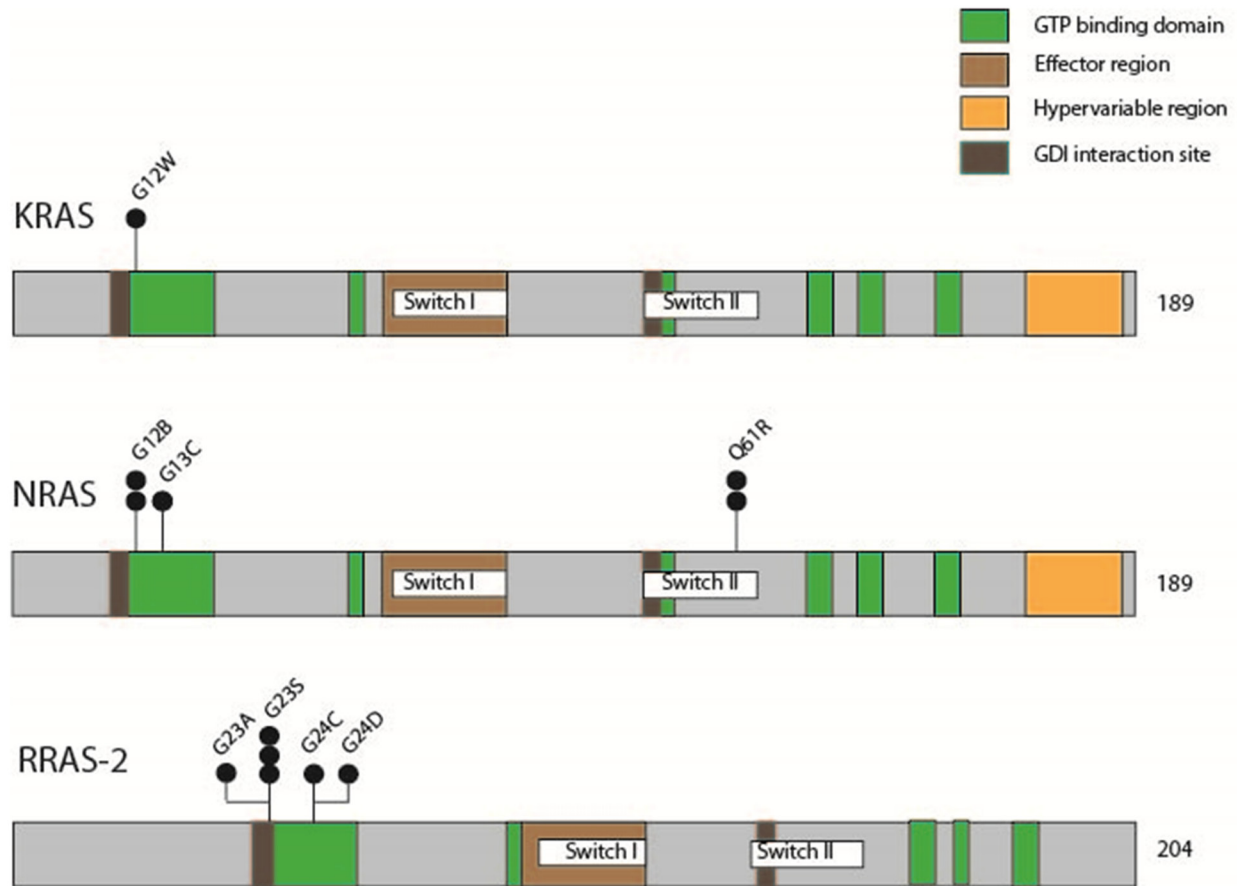 GTP binding domain
Effector region
Hypervariable region
GDI interaction site
G12W
KRAS
Switch I
Switch II
189
G12B
G13C
Q61R
NRAS
Switch I
Switch II
189
G23A
G23S
G24C
G24D
RRAS-2
Switch I
Switch II
204